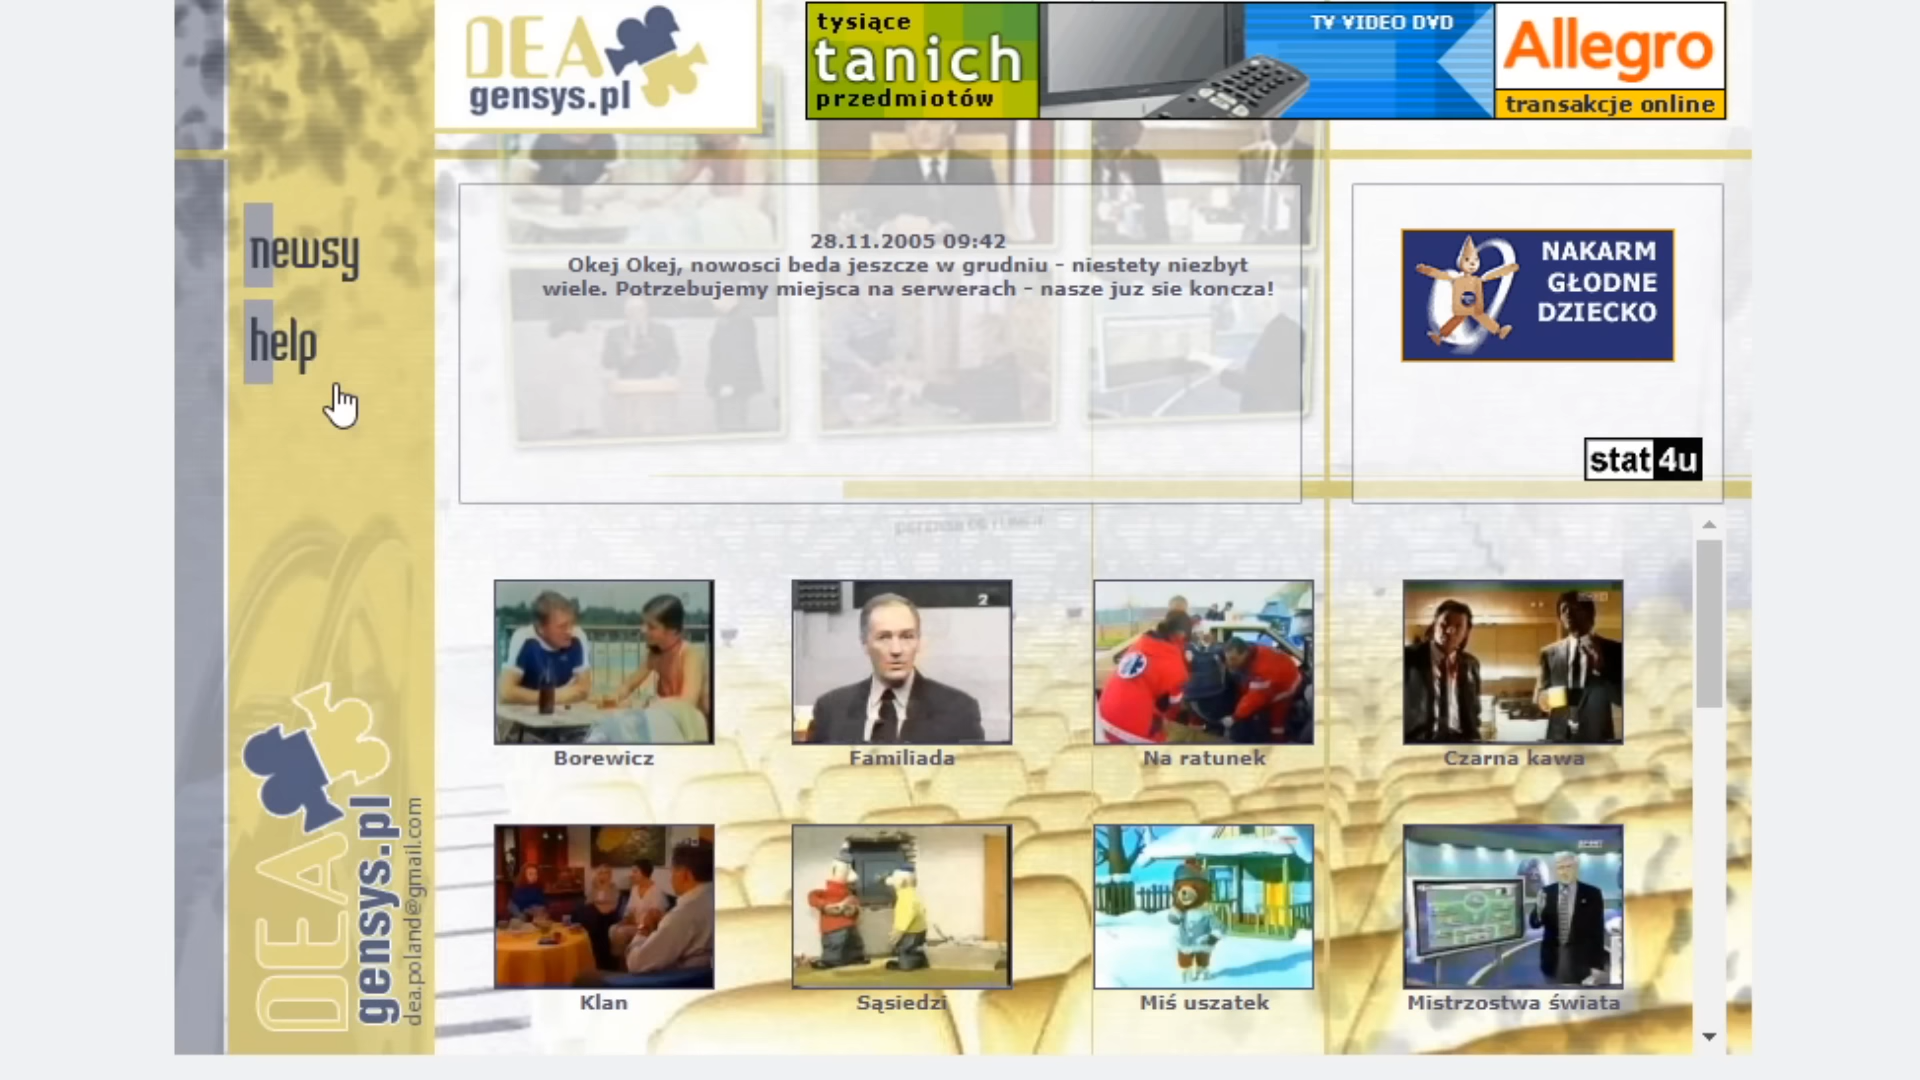 DEA
gensys.pl
tysiące
tanich
przedmiotów
TV VIDEO DVD
Allegro
transakcje online
newsy
help
28.11.2005 09:42
Okej Okej, nowosci beda jeszcze w grudniu - niestety niezbyt
wiele. Potrzebujemy miejsca na serwerach - nasze juz sie koncza!
NAKARM
GŁODNE
DZIECKO
stat4u
2
Borewicz
Familiada
Na ratunek
Czarna kawa
Klan
Sąsiedzi
Miś uszatek
Mistrzostwa świata
DEA
gensys.pl
dea.poland@gmail.com